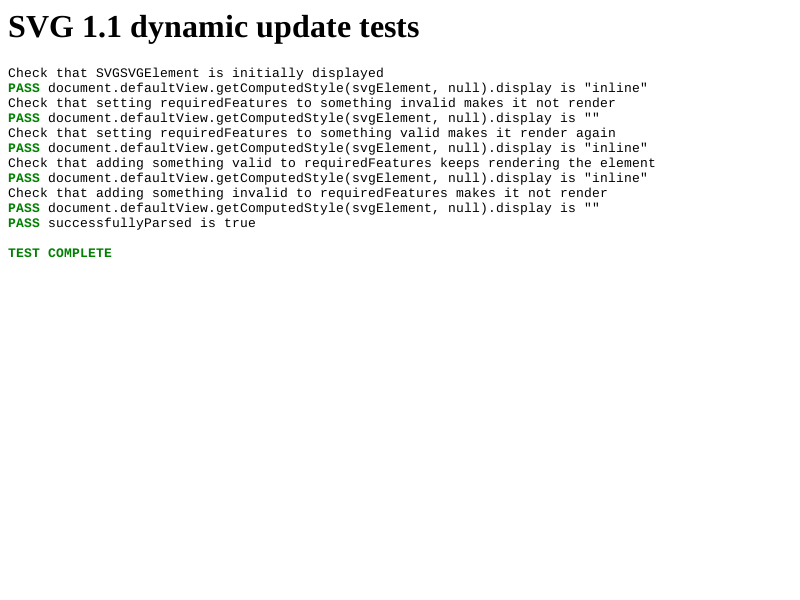 SVG 1.1 dynamic update tests
Check that SVGSVGElement is initially displayed
PASS document.defaultView.getComputedStyle(svgElement, null).display is "inline"
Check that setting requiredFeatures to something invalid makes it not render
PASS document.defaultView.getComputedStyle(svgElement, null).display is ""
Check that setting requiredFeatures to something valid makes it render again
PASS document.defaultView.getComputedStyle(svgElement, null).display is "inline"
Check that adding something valid to requiredFeatures keeps rendering the element
PASS document.defaultView.getComputedStyle(svgElement, null).display is "inline"
Check that adding something invalid to requiredFeatures makes it not render
PASS document.defaultView.getComputedStyle(svgElement, null).display is ""
PASS successfullyParsed is true
TEST COMPLETE